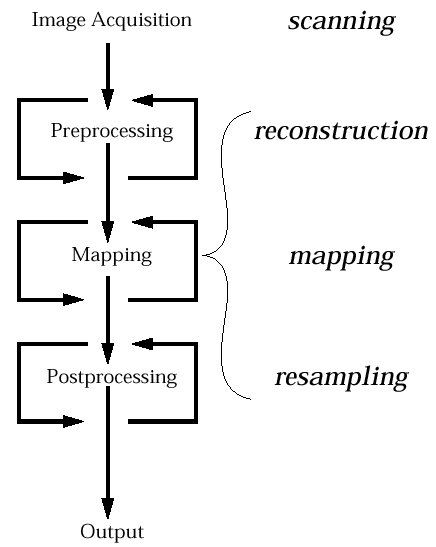 Image Acquisition
scanning
Preprocessing
reconstruction
Mapping
mapping
Postprocessing
resampling
Output